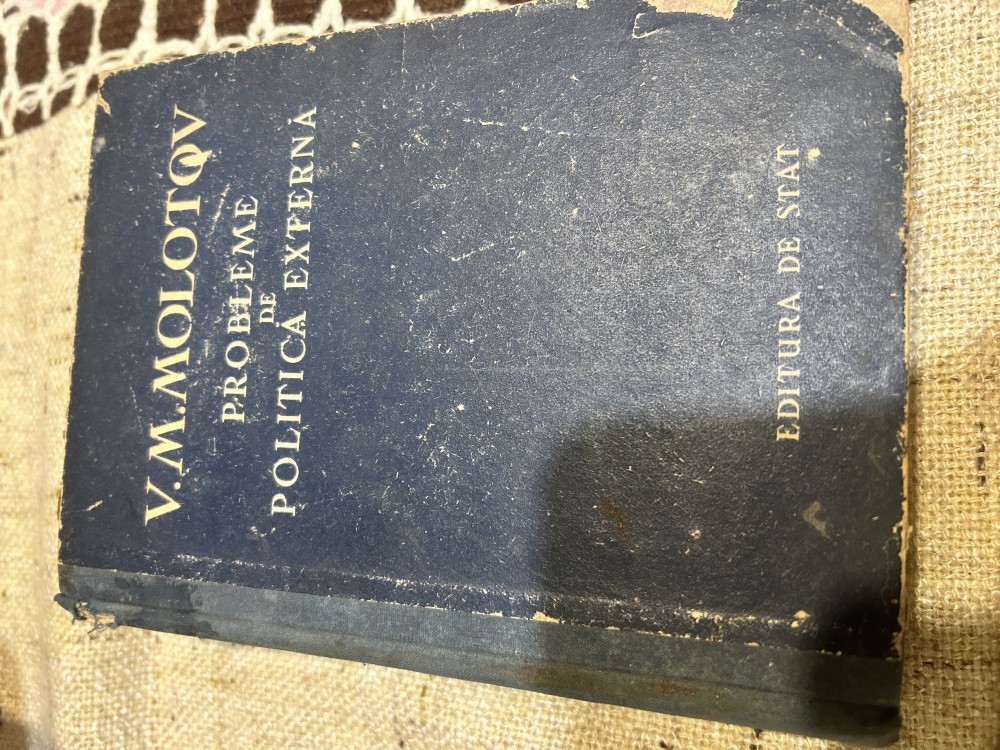 V. M. MOLOTOV
PROBLEME
DE
POLITICĂ EXTERNĂ
EDITURA DE STAT